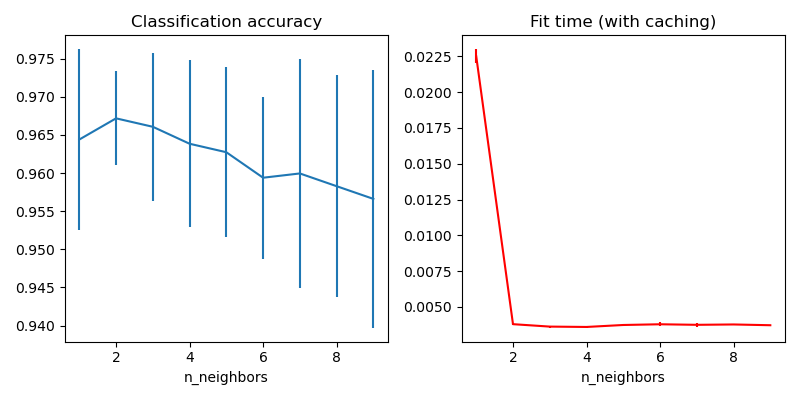 Classification accuracy
0.975
0.970
0.965
0.960
0.955
0.950
0.945
0.940
2 4 6 8
n_neighbors
Fit time (with caching)
0.0225
0.0200
0.0175
0.0150
0.0125
0.0100
0.0075
0.0050
2 4 6 8
n_neighbors